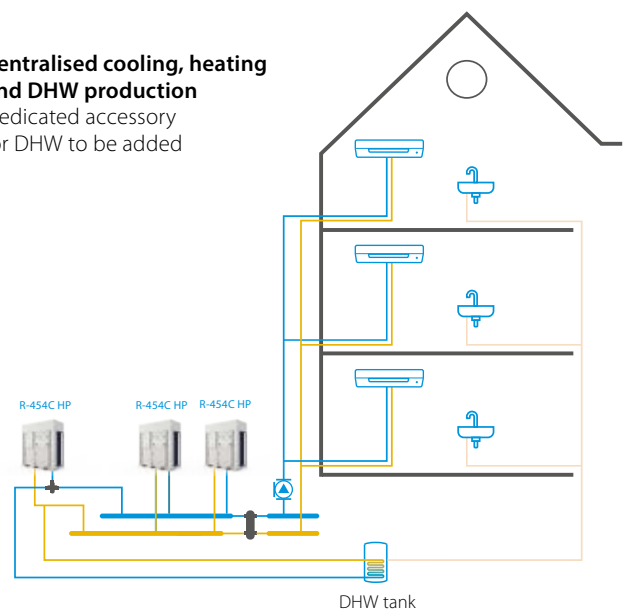 entralised cooling, heating
nd DHW production
edicated accessory
or DHW to be added
R-454C HP
R-454C HP
R-454C HP
DHW tank